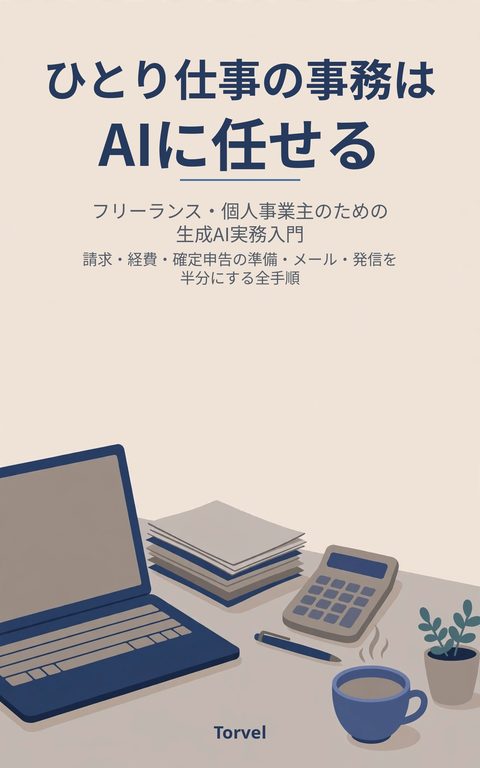 ひとり仕事の事務は
AIに任せる
フリーランス・個人事業主のための
生成AI実務入門
請求・経費・確定申告の準備・メール・発信を
半分にする全手順
Torvel